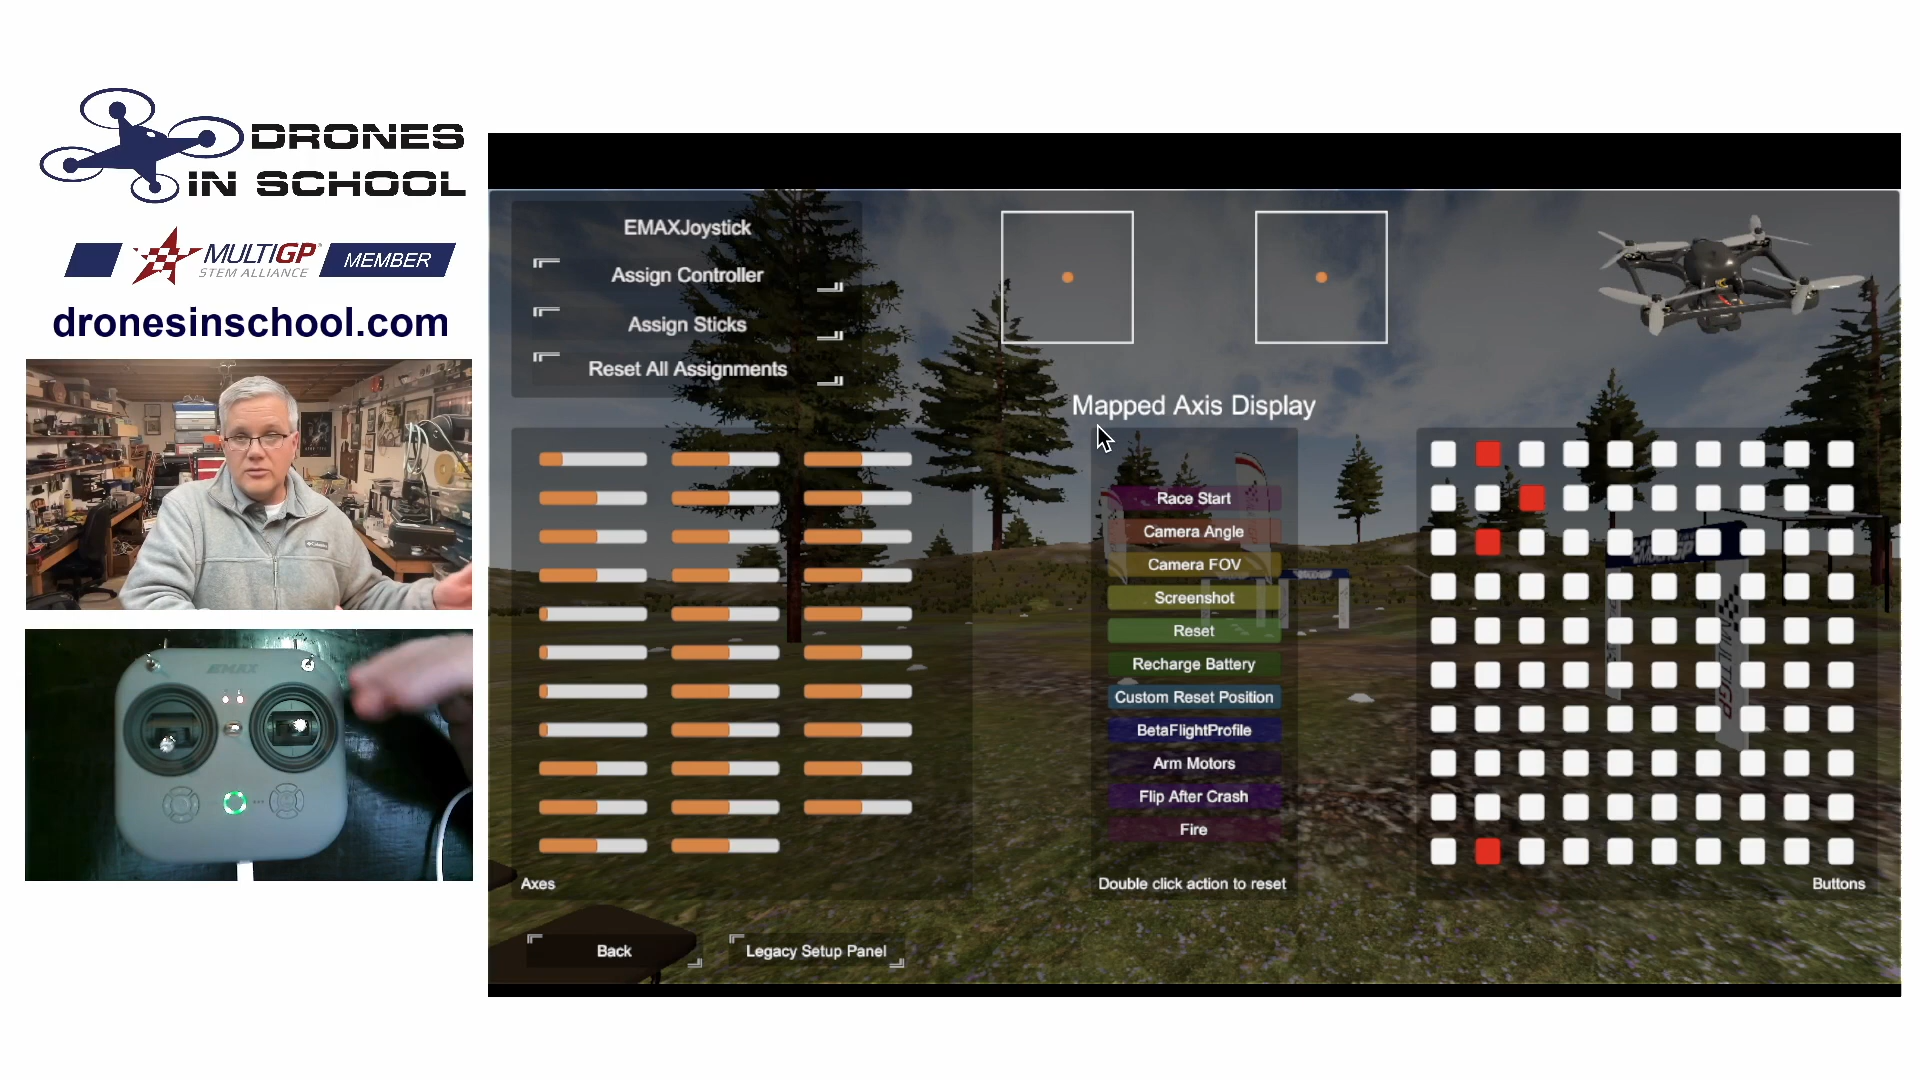 DRONES
IN SCHOOL
MULTIGP
STEM ALLIANCE
MEMBER
dronesinschool.com
EMAX
EMAXJoystick
Assign Controller
Assign Sticks
Reset All Assignments
Mapped Axis Display
Race Start
Camera Angle
Camera FOV
Screenshot
Reset
Recharge Battery
Custom Reset Position
BetaFlightProfile
Arm Motors
Flip After Crash
Fire
Double click action to reset
Axes
Buttons
Back
Legacy Setup Panel
MULTIGP
MULTIGP